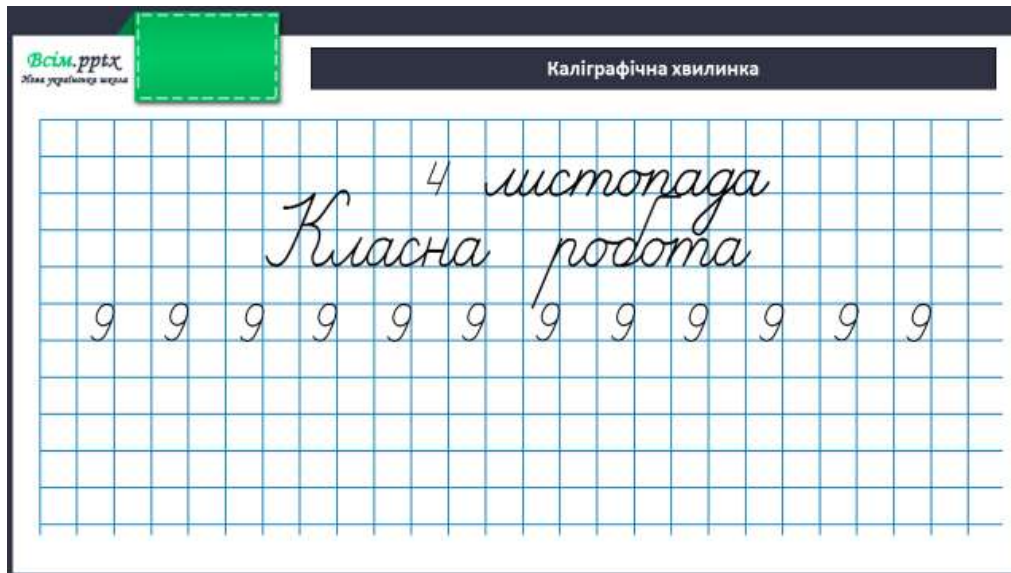 Всім.pptx
Нова українська школа
Каліграфічна хвилинка
4 листопада
Класна робота
9 9 9 9 9 9 9 9 9 9 9 9